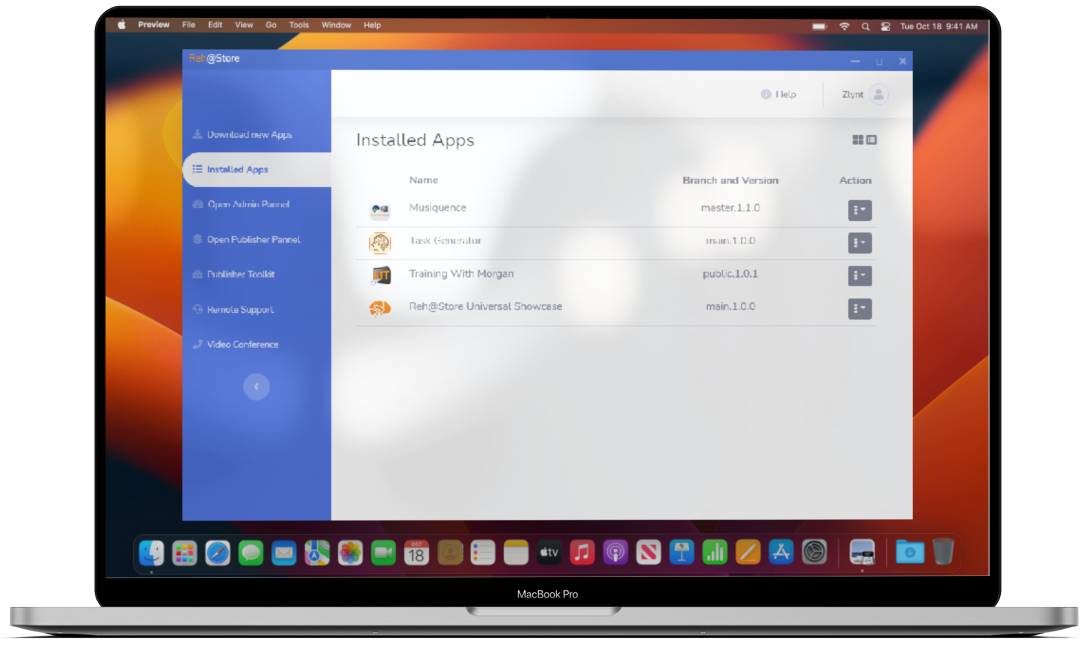 Preview File Edit View Go Tools Window Help
Tue Oct 18 9:41 AM
Reh@Store
Help
Zlynt
Download new Apps
Installed Apps
Open Admin Pannel
Open Publisher Pannel
Publisher Toolkit
Remote Support
Video Conference
Installed Apps
Name Branch and Version Action
Musiquence master.1.1.0
Task Generator main.1.0.0
Training With Morgan public.1.0.1
Reh@Store Universal Showcase main.1.0.0
OCT
18
tv
MacBook Pro